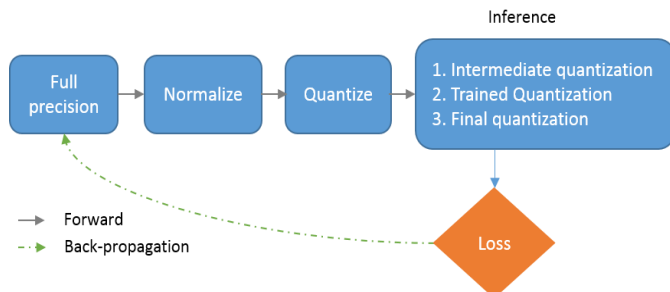 Inference
Full
precision
Normalize
Quantize
1. Intermediate quantization
2. Trained Quantization
3. Final quantization
Forward
Back-propagation
Loss